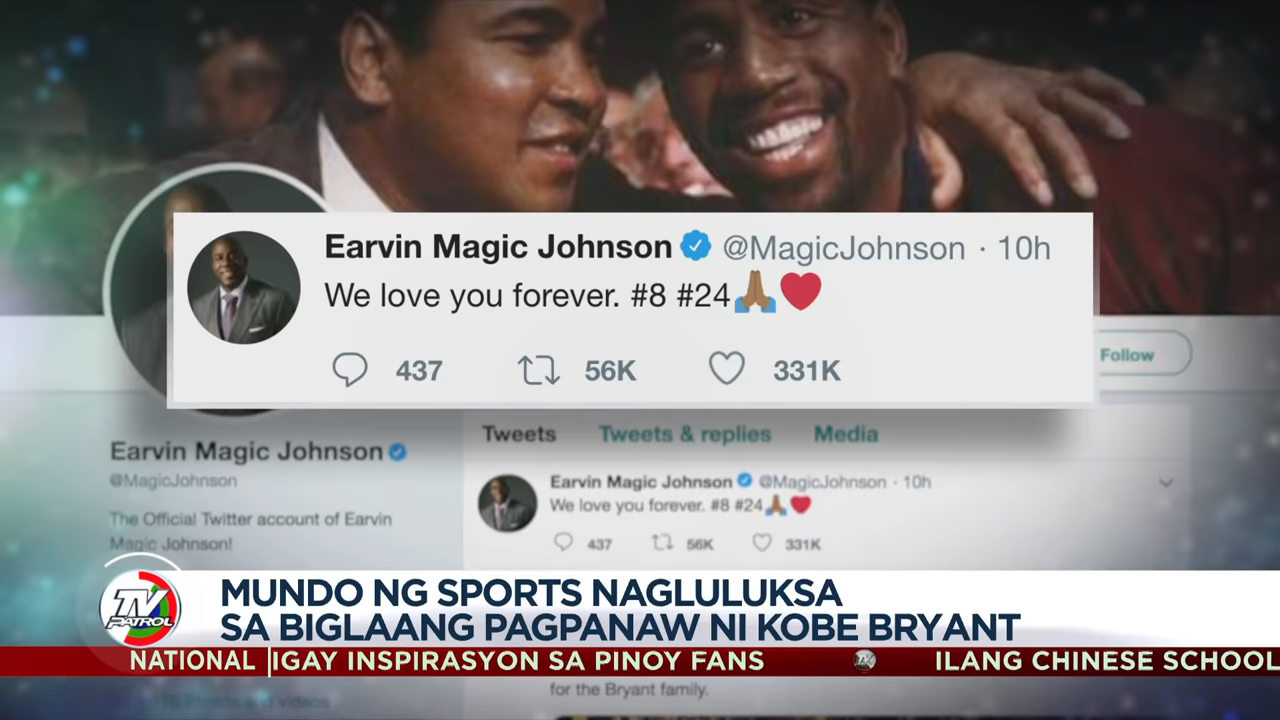 Earvin Magic Johnson @MagicJohnson · 10h
We love you forever. #8 #24🙏🏾❤️
437 56K 331K
Follow
Earvin Magic Johnson
@MagicJohnson
The Official Twitter account of Earvin
Magic Johnson!
Tweets Tweets & replies Media
Earvin Magic Johnson @MagicJohnson · 10h
We love you forever. #8 #24🙏🏾❤️
437 56K 331K
TV PATROL
MUNDO NG SPORTS NAGLULUKSA
SA BIGLAANG PAGPANAW NI KOBE BRYANT
NATIONAL IGAY INSPIRASYON SA PINOY FANS TV ILANG CHINESE SCHOOL
for the Bryant family.
and videos